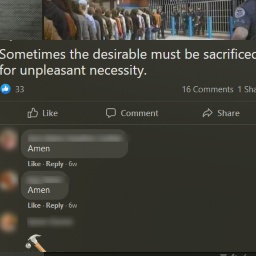 Sometimes the desirable must be sacrificed
for unpleasant necessity.
33
16 Comments 1 Sha
Like Comment Share
Amen
Like · Reply · 6w
Amen
Like · Reply · 6w